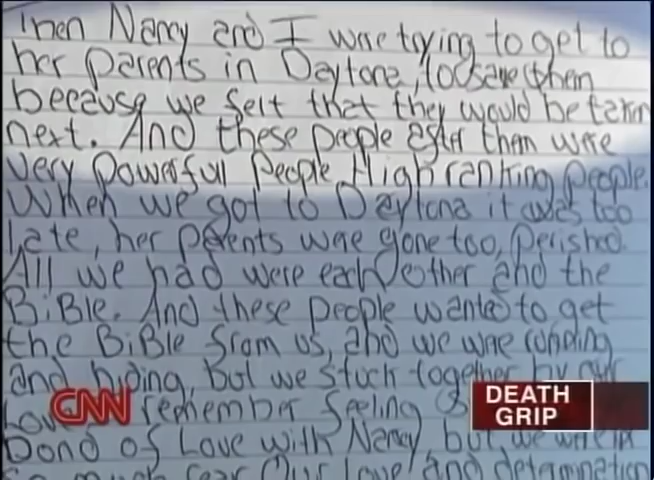 Then Nancy and I wrre trying to get to
her parents in Daytona, to save them
because we felt that they would be taken
next. And these people after them were
very powerful people High ranking people.
When we got to Daytona it was too
late, her parents wrre gone too, perished.
All we had were each other and the
BiBle. And these people wanted to get
the BiBle from us, and we wrre running
and hiding, but we stuck together by our
Love remember feeling
CNN
DEATH
GRIP
Bond of Love with Nancy, but we were in
fear Our Love and determination